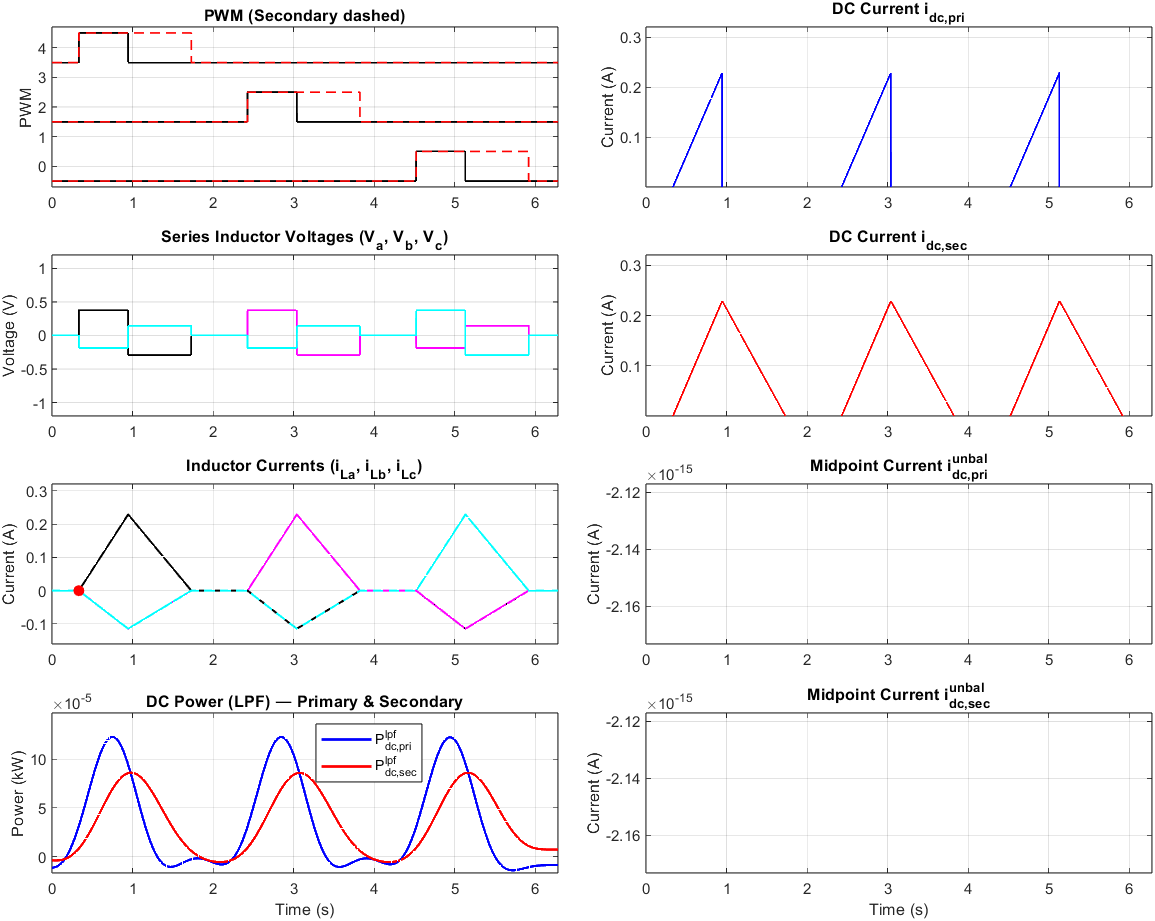 PWM (Secondary dashed)
PWM
4
3
2
1
0
0 1 2 3 4 5 6
DC Current i_dc,pri
Current (A)
0.3
0.2
0.1
0 1 2 3 4 5 6
Series Inductor Voltages (V_a, V_b, V_c)
Voltage (V)
1
0.5
0
-0.5
-1
0 1 2 3 4 5 6
DC Current i_dc,sec
Current (A)
0.3
0.2
0.1
0 1 2 3 4 5 6
Inductor Currents (i_La, i_Lb, i_Lc)
Current (A)
0.3
0.2
0.1
0
-0.1
0 1 2 3 4 5 6
Midpoint Current i_dc,pri^unbal
×10^-15
Current (A)
-2.12
-2.14
-2.16
0 1 2 3 4 5 6
DC Power (LPF) — Primary & Secondary
×10^-5
Power (kW)
10
5
0
P_dc,pri^lpf
P_dc,sec^lpf
0 1 2 3 4 5 6
Time (s)
Midpoint Current i_dc,sec^unbal
×10^-15
Current (A)
-2.12
-2.14
-2.16
0 1 2 3 4 5 6
Time (s)